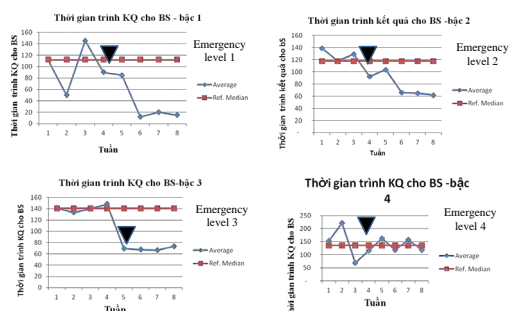 Thời gian trình KQ cho BS - bậc 1
Thời gian trình KQ cho BS
160
140
120
100
80
60
40
20
0
1 2 3 4 5 6 7 8
Tuần
Emergency
level 1
Average
Ref. Median
Thời gian trình kết quả cho BS -bậc 2
Thời gian trình kết quả cho bS
160
140
120
100
80
60
40
20
-
1 2 3 4 5 6 7 8
Tuần
Emergency
level 2
Average
Ref. Median
Thời gian trình KQ cho BS-bậc 3
Thời gian trình KQ cho BS
160
140
120
100
80
60
40
20
0
1 2 3 4 5 6 7 8
Tuần
Emergency
level 3
Average
Ref. Median
Thời gian trình KQ cho BS -bậc
4
Thời gian trình KQ cho BS
250
200
150
100
50
-
1 2 3 4 5 6 7 8
Tuần
Emergency
level 4
Average
Ref. Median